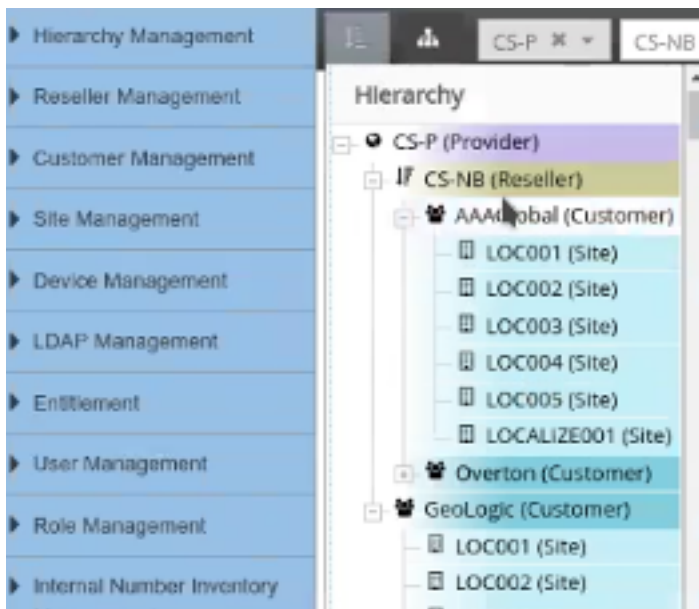 Hierarchy Management
Reseller Management
Customer Management
Site Management
Device Management
LDAP Management
Entitlement
User Management
Role Management
Internal Number Inventory
CS-P
CS-NB
Hierarchy
CS-P (Provider)
CS-NB (Reseller)
AAAGlobal (Customer)
LOC001 (Site)
LOC002 (Site)
LOC003 (Site)
LOC004 (Site)
LOC005 (Site)
LOCALIZE001 (Site)
Overton (Customer)
GeoLogic (Customer)
LOC001 (Site)
LOC002 (Site)